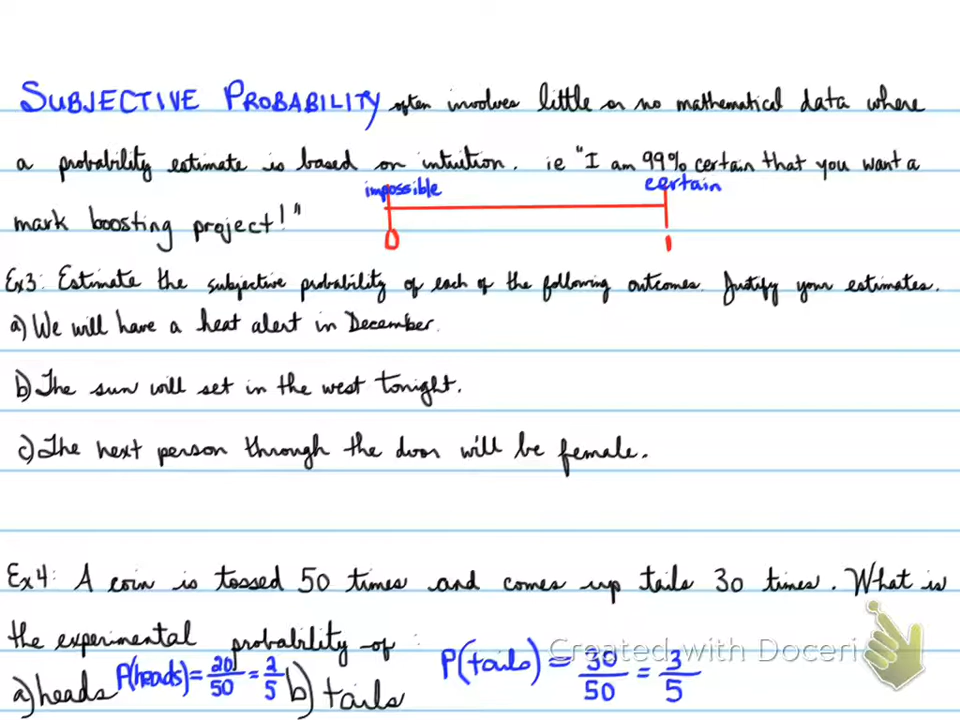 SUBJECTIVE PROBABILITY often involves little or no mathematical data where
a probability estimate is based on intuition. ie "I am 99% certain that you want a
impossible certain
mark boosting project!"
0 1
Ex3: Estimate the subjective probability of each of the following outcomes. Justify your estimates.
a) We will have a heat alert in December.
b) The sun will set in the west tonight.
c) The next person through the door will be female.
Ex4: A coin is tossed 50 times and comes up tails 30 times. What is
the experimental probability of :
Created with Doceri
a) heads P(heads) = 20/50 = 2/5 b) tails P(tails) = 30/50 = 3/5